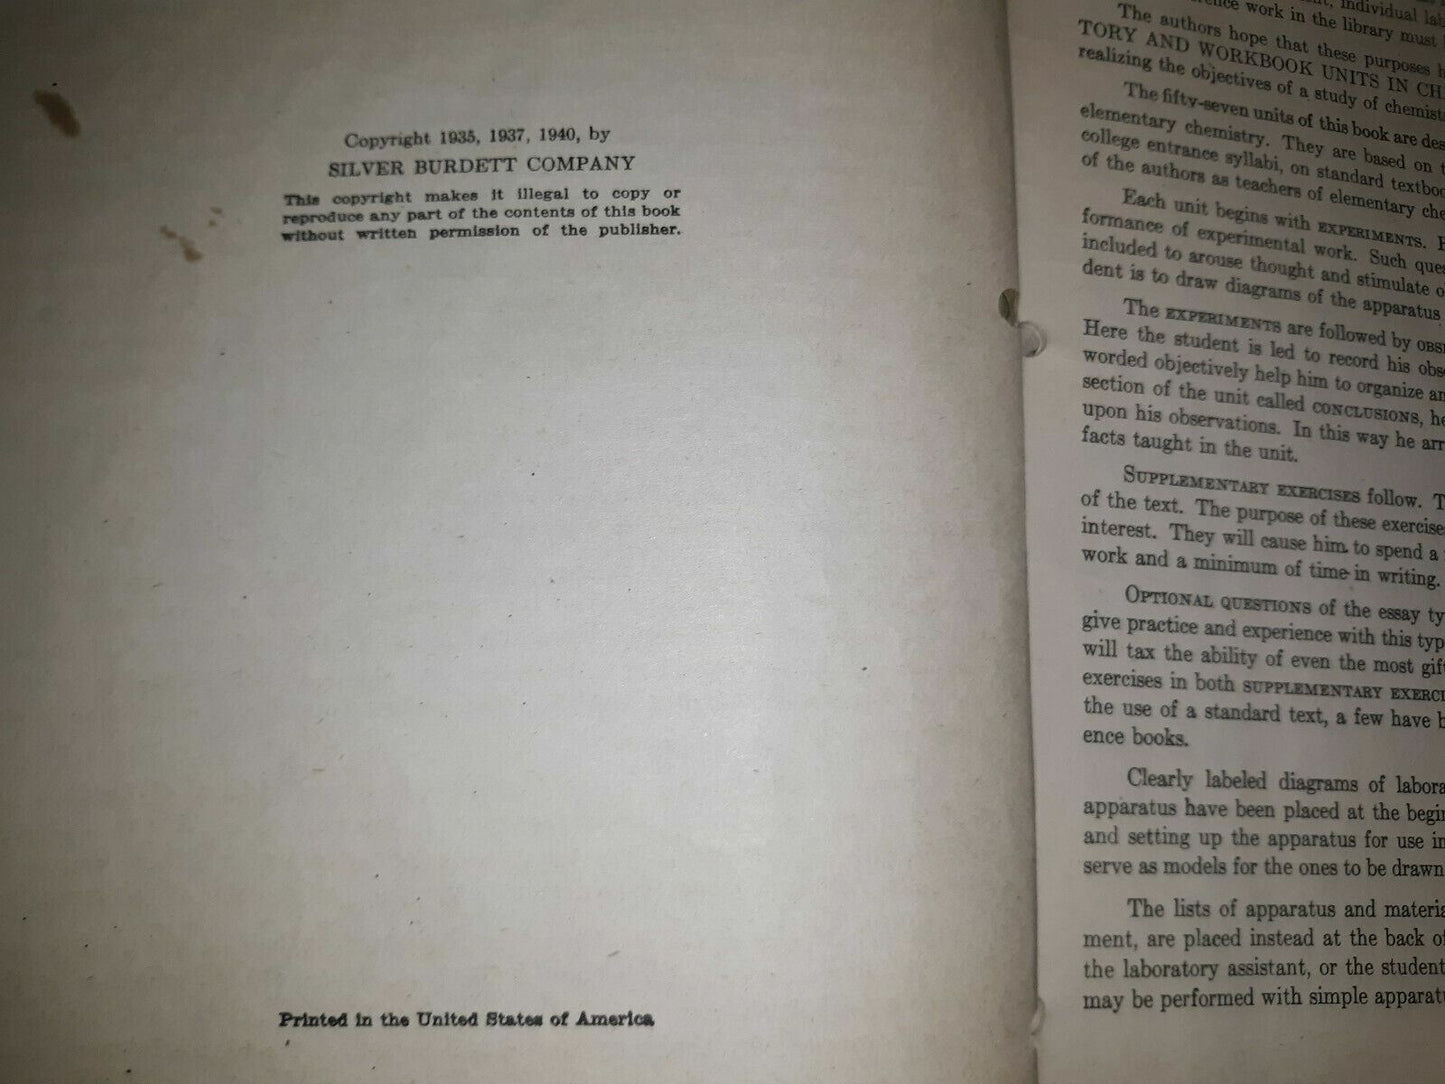 Copyright 1935, 1937, 1940, by
SILVER BURDETT COMPANY
This copyright makes it illegal to copy or
reproduce any part of the contents of this book
without written permission of the publisher.
Printed in the United States of America
individual
work in the library must
The authors hope that these purposes
TORY AND WORKBOOK UNITS IN
realizing the objectives of a study of
The fifty-seven units of this book are
elementary chemistry. They are based on
college entrance syllabi, on standard
of the authors as teachers of elementary
Each unit begins with EXPERIMENTS.
formance of experimental work. Such
included to arouse thought and stimulate
dent is to draw diagrams of the apparatus
The EXPERIMENTS are followed by
Here the student is led to record his
worded objectively help him to organize
section of the unit called CONCLUSIONS,
upon his observations. In this way he
facts taught in the unit.
SUPPLEMENTARY EXERCISES follow.
of the text. The purpose of these
interest. They will cause him to spend a
work and a minimum of time in writing.
OPTIONAL QUESTIONS of the essay
give practice and experience with this
will tax the ability of even the most
exercises in both SUPPLEMENTARY
the use of a standard text, a few have
ence books.
Clearly labeled diagrams of
apparatus have been placed at the
and setting up the apparatus for use
serve as models for the ones to be drawn
The lists of apparatus and
ment, are placed instead at the back
the laboratory assistant, or the student
may be performed with simple